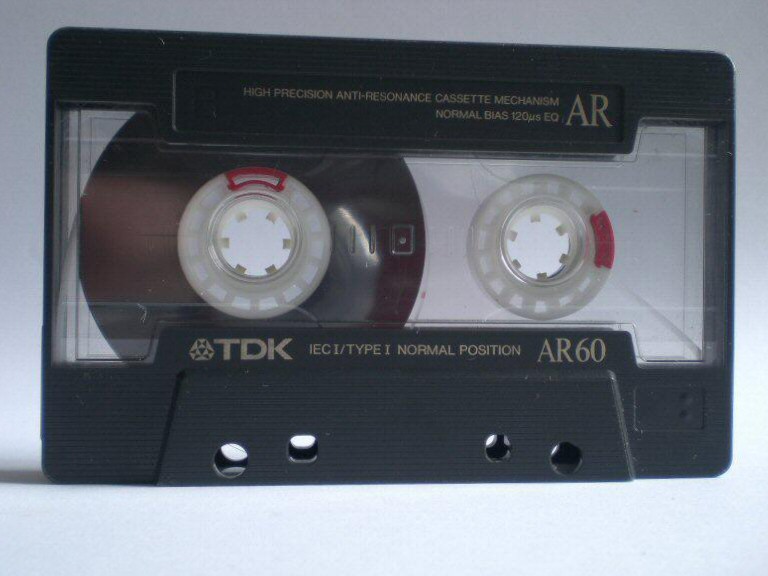 HIGH PRECISION ANTI-RESONANCE CASSETTE MECHANISM
NORMAL BIAS 120µs EQ
AR
TDK IEC I/TYPE I NORMAL POSITION AR60